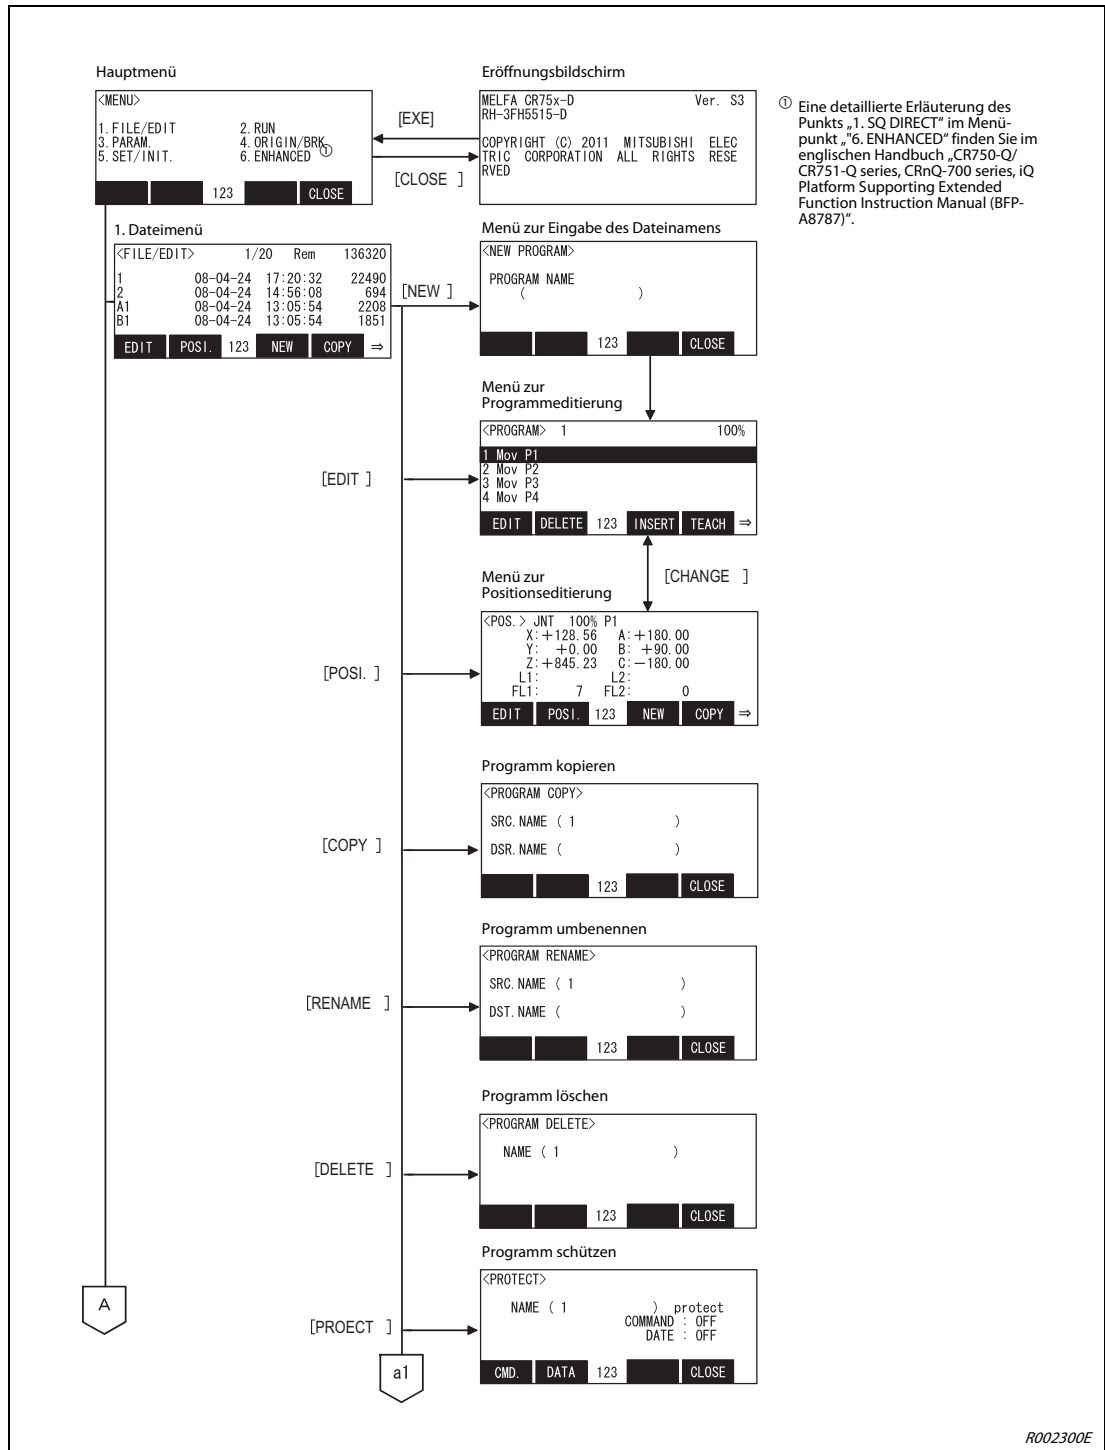 Hauptmenü
<MENU>
1. FILE/EDIT 2. RUN
3. PARAM. 4. ORIGIN/BRK
5. SET/INIT. 6. ENHANCED ①
123 CLOSE
[EXE]
[CLOSE ]
Eröffnungsbildschirm
MELFA CR75x-D Ver. S3
RH-3FH5515-D
COPYRIGHT (C) 2011 MITSUBISHI ELEC
TRIC CORPORATION ALL RIGHTS RESE
RVED
① Eine detaillierte Erläuterung des
Punkts „1. SQ DIRECT“ im Menü-
punkt „"6. ENHANCED“ finden Sie im
englischen Handbuch „CR750-Q/
CR751-Q series, CRnQ-700 series, iQ
Platform Supporting Extended
Function Instruction Manual (BFP-
A8787)“.
1. Dateimenü
<FILE/EDIT> 1/20 Rem 136320
1 08-04-24 17:20:32 22490
2 08-04-24 14:56:08 694
A1 08-04-24 13:05:54 2208
B1 08-04-24 13:05:54 1851
EDIT POSI. 123 NEW COPY ⇒
[NEW ]
Menü zur Eingabe des Dateinamens
<NEW PROGRAM>
PROGRAM NAME
( )
123 CLOSE
[EDIT ]
Menü zur
Programmeditierung
<PROGRAM> 1 100%
1 Mov P1
2 Mov P2
3 Mov P3
4 Mov P4
EDIT DELETE 123 INSERT TEACH ⇒
[CHANGE ]
[POSI. ]
Menü zur
Positionseditierung
<POS.> JNT 100% P1
X:+128.56 A:+180.00
Y: +0.00 B: +90.00
Z:+845.23 C:-180.00
L1: L2:
FL1: 7 FL2: 0
EDIT POSI. 123 NEW COPY ⇒
[COPY ]
Programm kopieren
<PROGRAM COPY>
SRC.NAME ( 1 )
DSR.NAME ( )
123 CLOSE
[RENAME ]
Programm umbenennen
<PROGRAM RENAME>
SRC.NAME ( 1 )
DST.NAME ( )
123 CLOSE
[DELETE ]
Programm löschen
<PROGRAM DELETE>
NAME ( 1 )
123 CLOSE
[PROECT ]
Programm schützen
<PROTECT>
NAME ( 1 ) protect
COMMAND : OFF
DATE : OFF
CMD. DATA 123 CLOSE
A
a1
R002300E